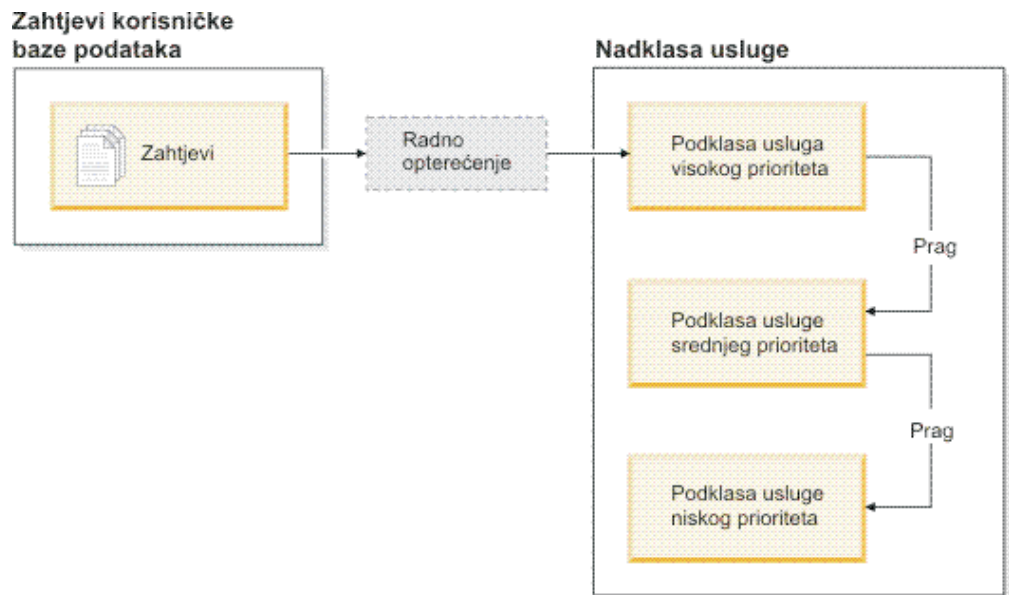 Zahtjevi korisničke
baze podataka
Zahtjevi
Radno
opterećenje
Nadklasa usluge
Podklasa usluga
visokog prioriteta
Prag
Podklasa usluge
srednjeg prioriteta
Prag
Podklasa usluge
niskog prioriteta